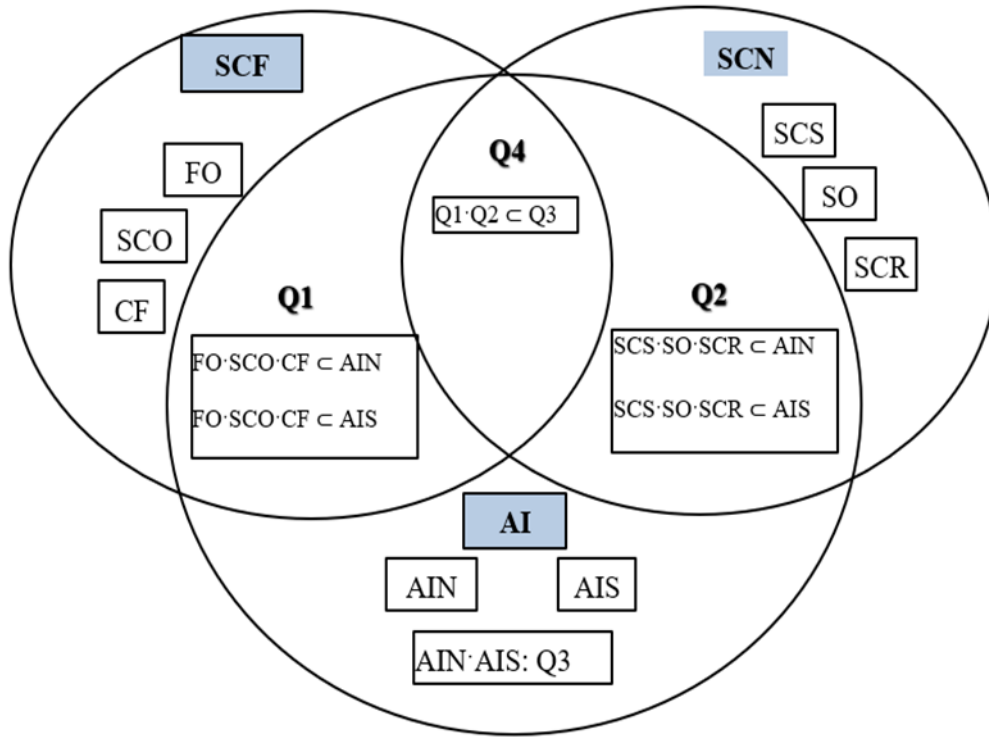 SCF
SCN
SCS
Q4
FO
SO
Q1·Q2 ⊂ Q3
SCO
SCR
CF
Q1
Q2
FO·SCO·CF ⊂ AIN
FO·SCO·CF ⊂ AIS
SCS·SO·SCR ⊂ AIN
SCS·SO·SCR ⊂ AIS
AI
AIN
AIS
AIN·AIS: Q3